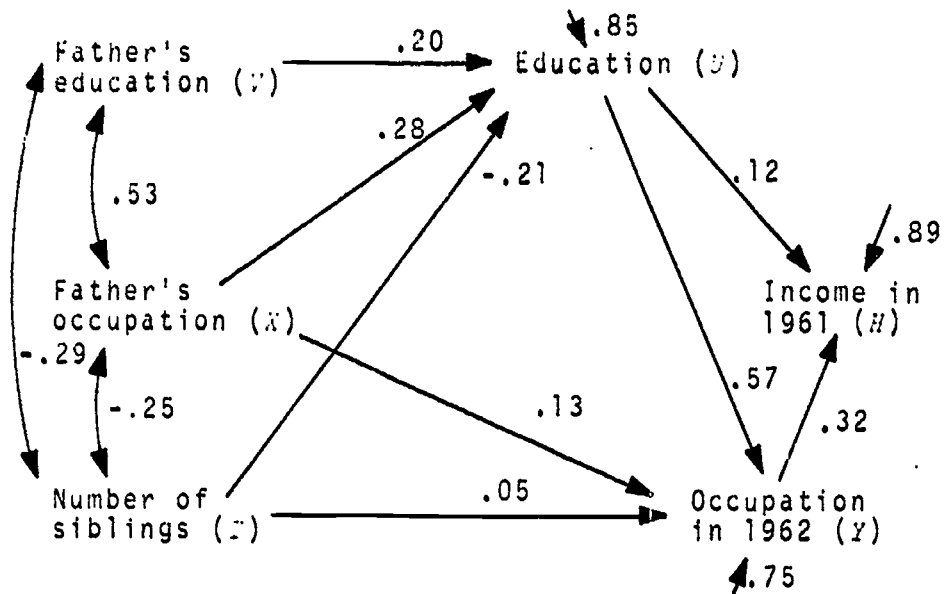 .85
.20
Father's
education (V)
Education (U)
.28
-.21
.12
.53
.89
Father's
occupation (X)
Income in
1961 (H)
-.29
-.25
.13
.57
.32
Number of
siblings
.05
Occupation
in 1962 (Y)
.75